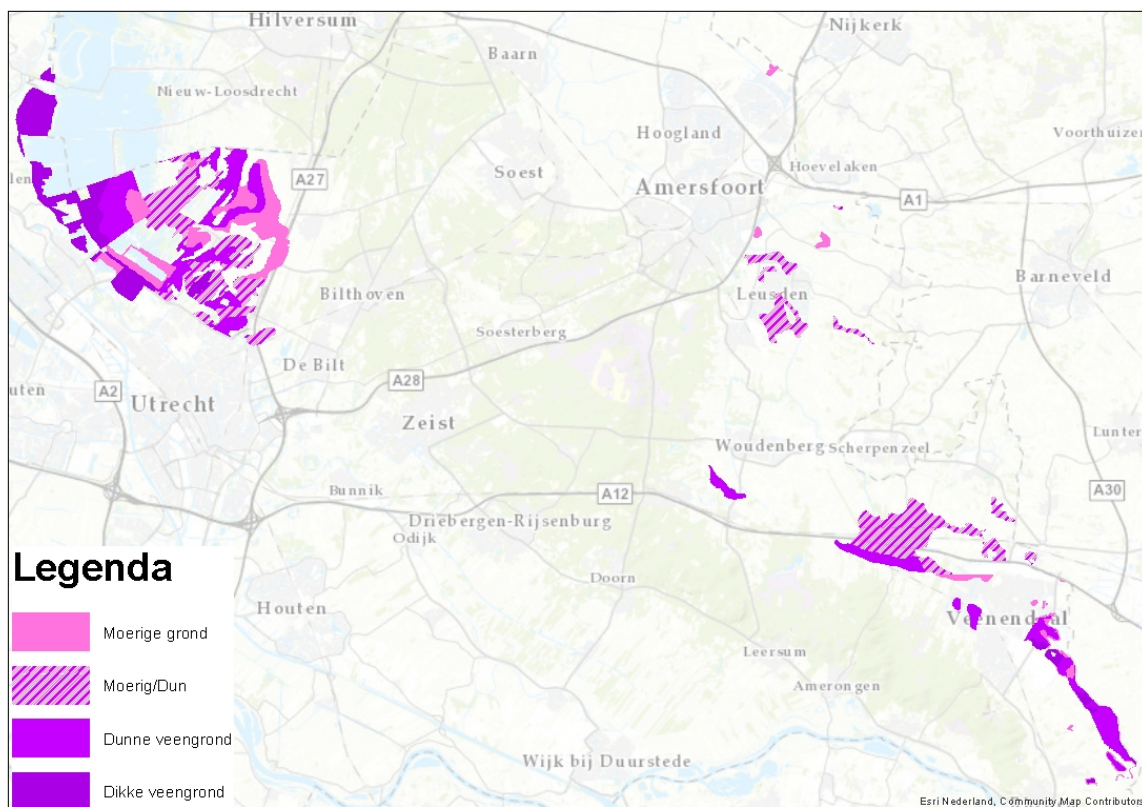 Hilversum
Nijkerk
Baarn
Nieuw-Loosdrecht
Hoogland
Voorthuizen
Soest
Hoevelaken
A27
Amersfoort
A1
Barneveld
Bilthoven
Leusden
Soesterberg
De Bilt
A28
A2
Utrecht
Zeist
Woudenberg
Scherpenzeel
Lunter
Bunnik
A12
A30
Driebergen-Rijsenburg
Odijk
Legenda
Doorn
Houten
Veenendaal
Moerige grond
Leersum
Moerig/Dun
Amerongen
Dunne veengrond
Wijk bij Duurstede
Dikke veengrond
Esri Nederland, Community Map Contributors